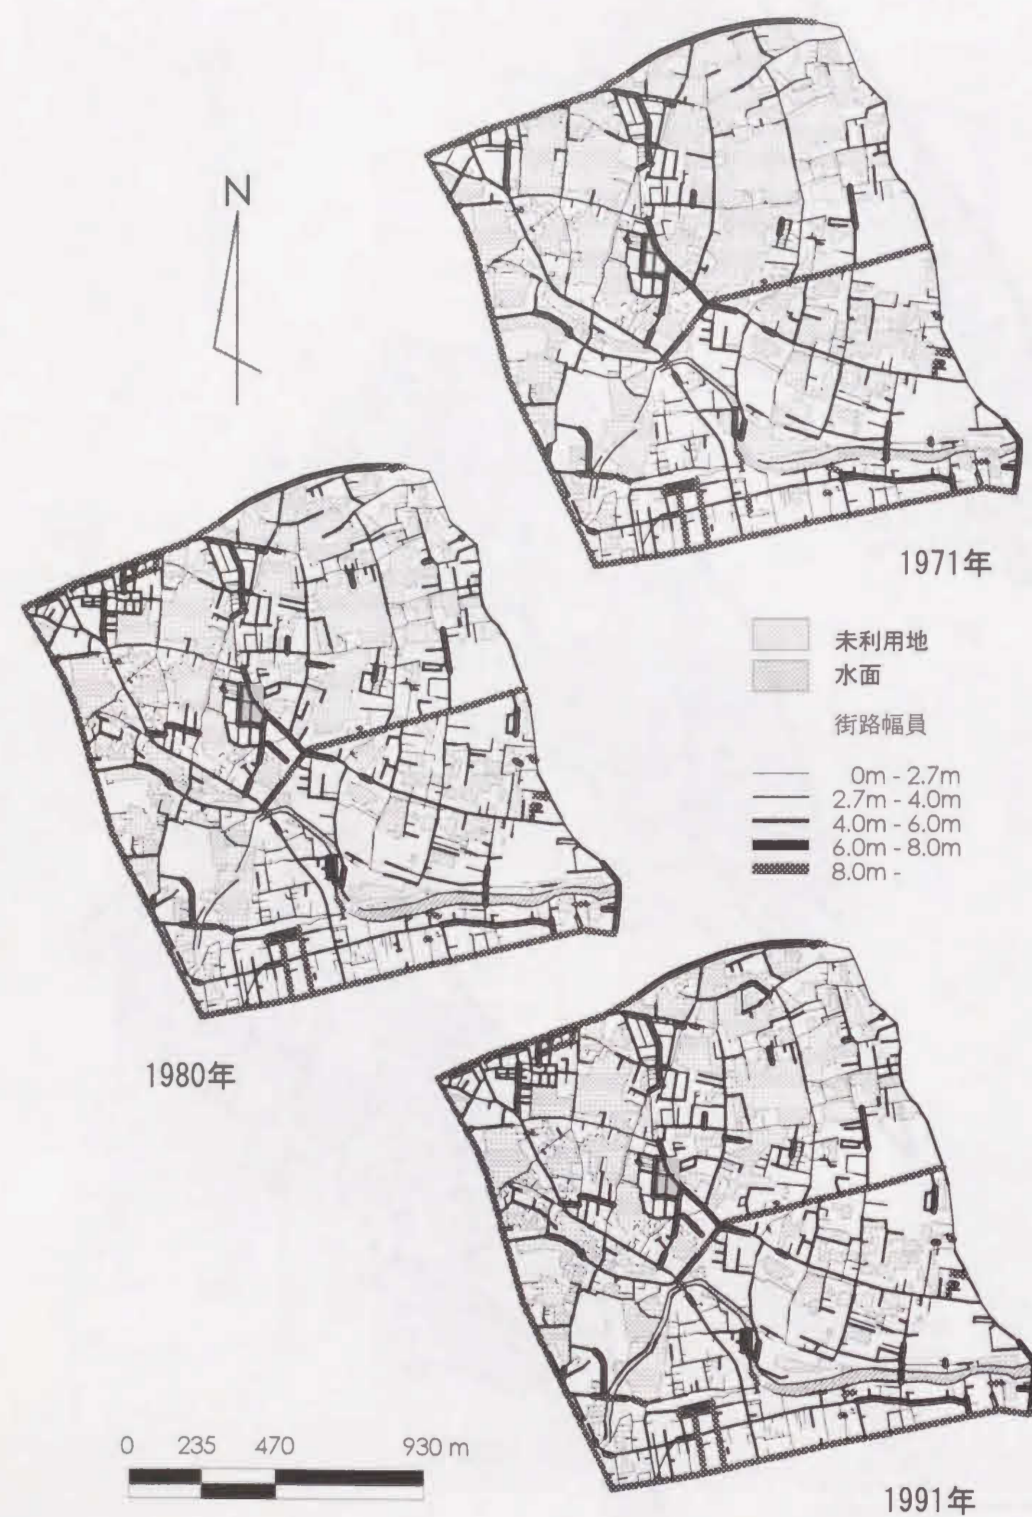 N
1971年
未利用地
水面
街路幅員
0m - 2.7m
2.7m - 4.0m
4.0m - 6.0m
6.0m - 8.0m
8.0m -
1980年
0 235 470 930 m
1991年